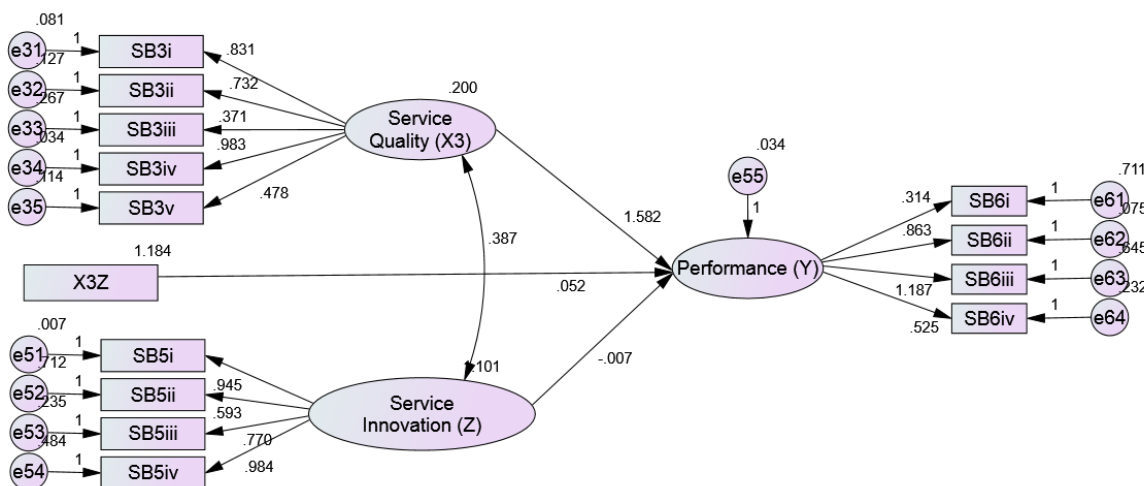 .081
e31 1 SB3i .831
.127
e32 1 SB3ii .732
.267
e33 1 SB3iii .371
.034
e34 1 SB3iv .983
.114
e35 1 SB3v .478
.200
Service
Quality (X3)
1.184
X3Z
.387
1.582
.052
-.007
.034
e55
1
Performance (Y)
.314 SB6i 1 e61 .711
.863 SB6ii 1 e62 .075
1.187 SB6iii 1 e63 .645
.525 SB6iv 1 e64 .232
.007
e51 1 SB5i .945
.712
e52 1 SB5ii .593
.235
e53 1 SB5iii .770
.484
e54 1 SB5iv .984
1.101
Service
Innovation (Z)